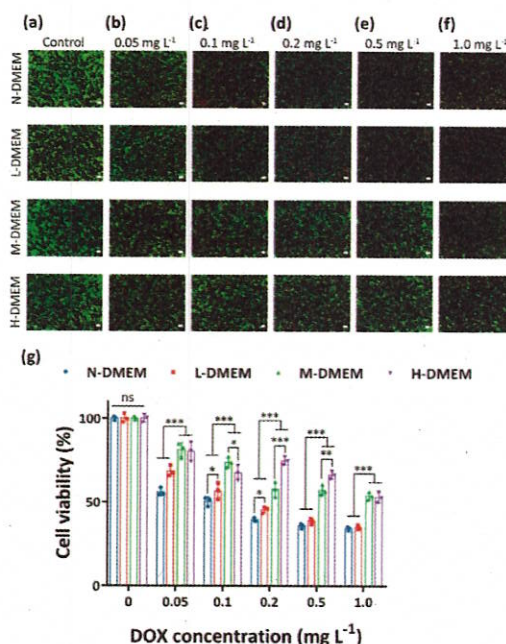 (a) (b) (c) (d) (e) (f)
Control 0.05 mg L⁻¹ 0.1 mg L⁻¹ 0.2 mg L⁻¹ 0.5 mg L⁻¹ 1.0 mg L⁻¹
N-DMEM
L-DMEM
M-DMEM
H-DMEM
(g)
N-DMEM L-DMEM M-DMEM H-DMEM
ns *** *** *** *** ***
* * * *** **
100
50
0
Cell viability (%)
0 0.05 0.1 0.2 0.5 1.0
DOX concentration (mg L⁻¹)